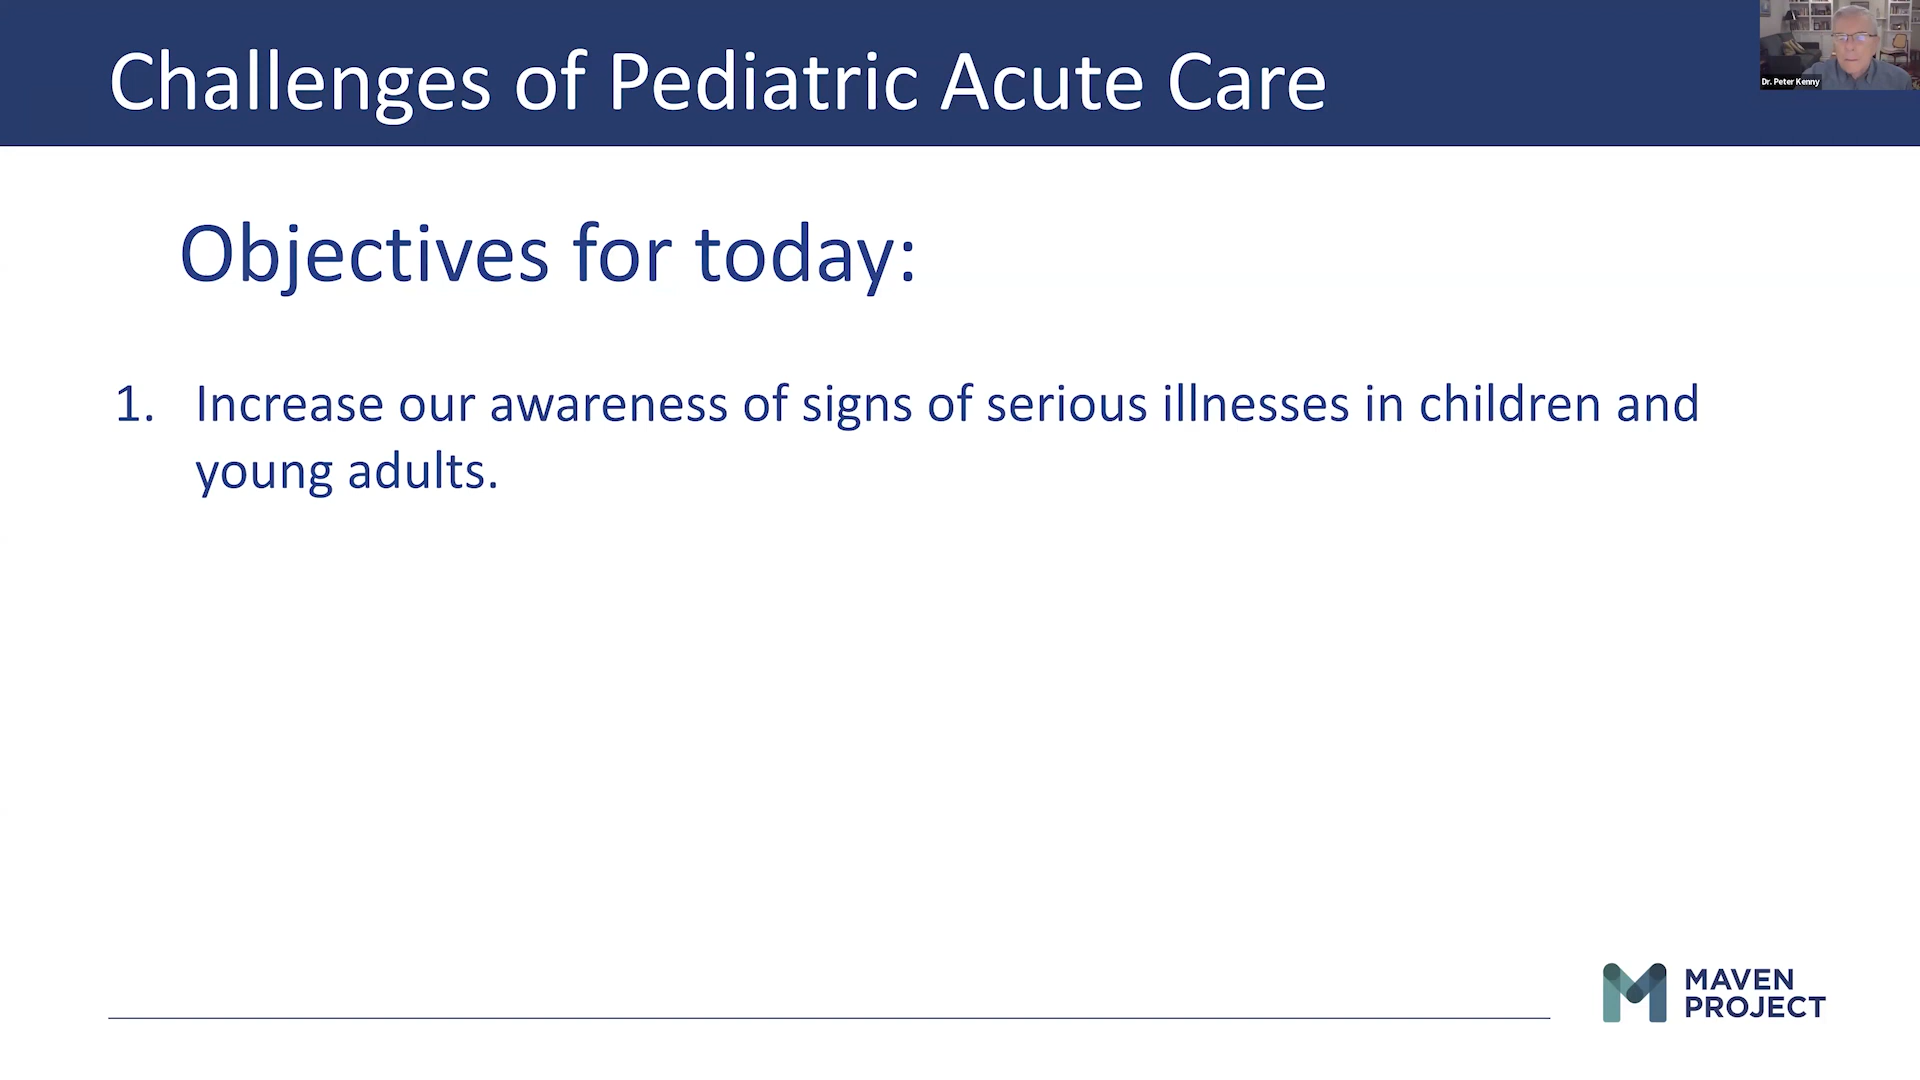 Challenges of Pediatric Acute Care
Dr. Peter Kenny
Objectives for today:
1. Increase our awareness of signs of serious illnesses in children and
young adults.
MAVEN
PROJECT